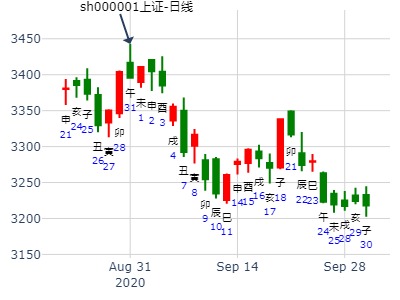 sh000001上证-日线
3450
3400
3350
3300
3250
3200
3150
申
21
亥
24
子
25
丑
26
寅
27
卯
28
午
31
未
1
申
2
酉
3
戌
4
丑
7
寅
8
卯
9
辰
10
巳
11
申
14
酉
15
戌
16
亥
17
子
18
卯
21
辰
22
巳
23
午
24
未
25
戌
28
亥
29
子
30
Aug 31
2020
Sep 14
Sep 28